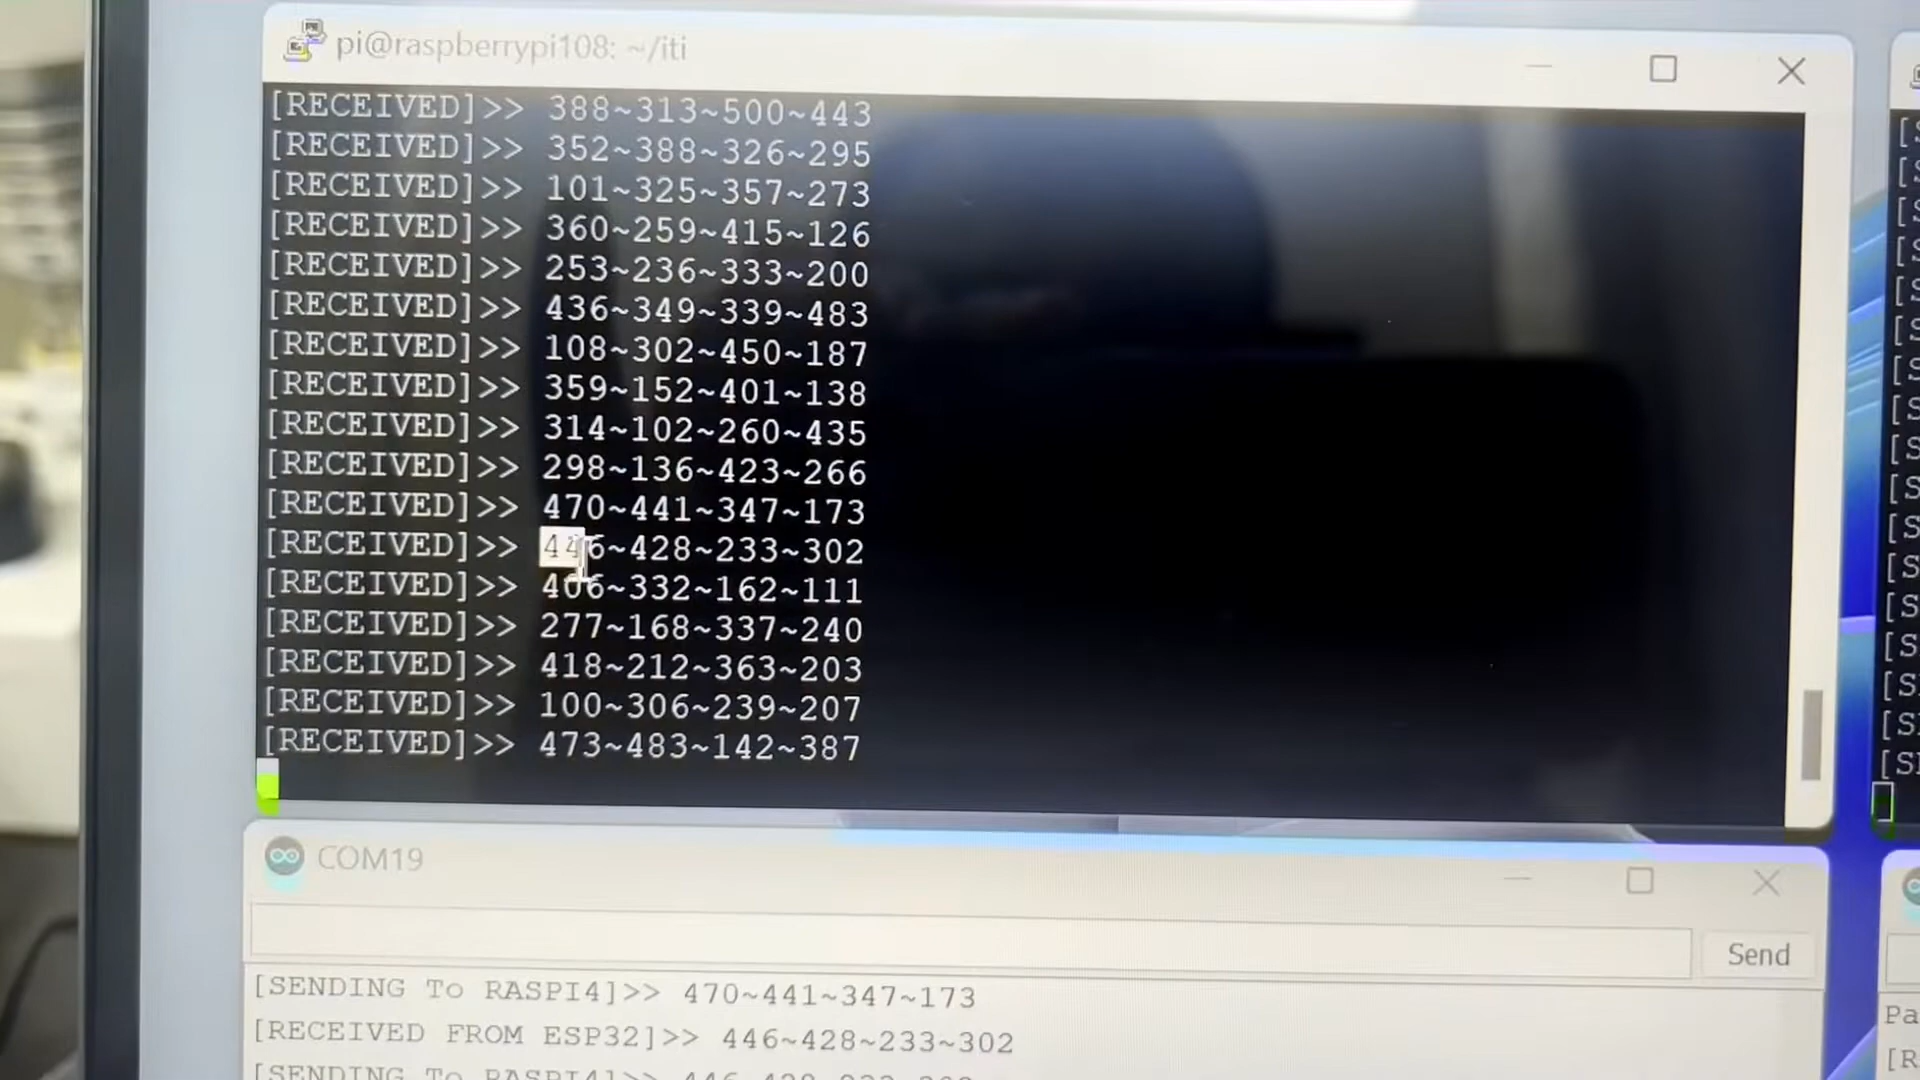 pi@raspberrypi108: ~/iti
[RECEIVED]>> 388~313~500~443
[RECEIVED]>> 352~388~326~295
[RECEIVED]>> 101~325~357~273
[RECEIVED]>> 360~259~415~126
[RECEIVED]>> 253~236~333~200
[RECEIVED]>> 436~349~339~483
[RECEIVED]>> 108~302~450~187
[RECEIVED]>> 359~152~401~138
[RECEIVED]>> 314~102~260~435
[RECEIVED]>> 298~136~423~266
[RECEIVED]>> 470~441~347~173
[RECEIVED]>> 446~428~233~302
[RECEIVED]>> 406~332~162~111
[RECEIVED]>> 277~168~337~240
[RECEIVED]>> 418~212~363~203
[RECEIVED]>> 100~306~239~207
[RECEIVED]>> 473~483~142~387
COM19
Send
[SENDING To RASPI4]>> 470~441~347~173
[RECEIVED FROM ESP32]>> 446~428~233~302
[SENDING To RASPI4]>>
Pa
[R